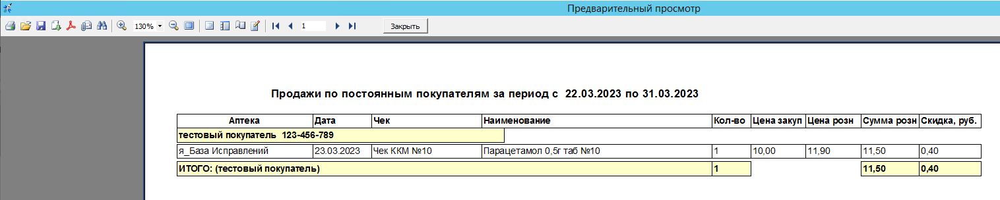 Предварительный просмотр
130% 1 Закрыть
Продажи по постоянным покупателям за период с 22.03.2023 по 31.03.2023
Аптека Дата Чек Наименование Кол-во Цена закуп Цена розн Сумма розн Скидка, руб.
тестовый покупатель 123-456-789
я_База Исправлений 23.03.2023 Чек ККМ №10 Парацетамол 0,5г таб №10 1 10,00 11,90 11,50 0,40
ИТОГО: (тестовый покупатель) 1 11,50 0,40